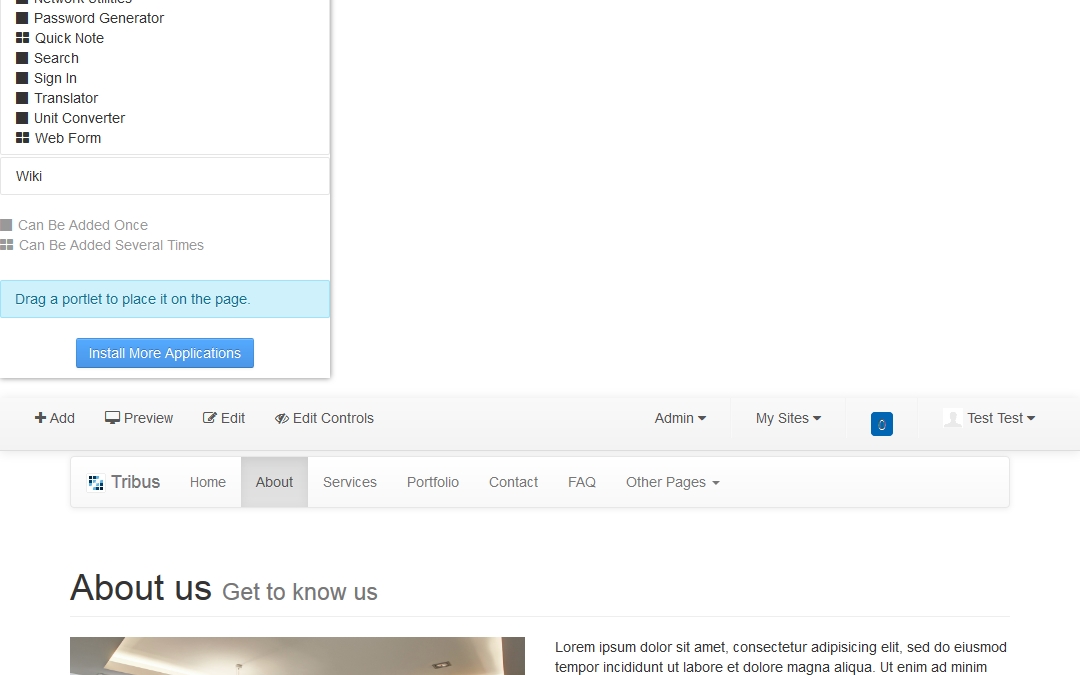 Network Utilities
Password Generator
Quick Note
Search
Sign In
Translator
Unit Converter
Web Form
Wiki
Can Be Added Once
Can Be Added Several Times
Drag a portlet to place it on the page.
Install More Applications
Add Preview Edit Edit Controls Admin My Sites 0 Test Test
Tribus Home About Services Portfolio Contact FAQ Other Pages
About us Get to know us
Lorem ipsum dolor sit amet, consectetur adipisicing elit, sed do eiusmod
tempor incididunt ut labore et dolore magna aliqua. Ut enim ad minim